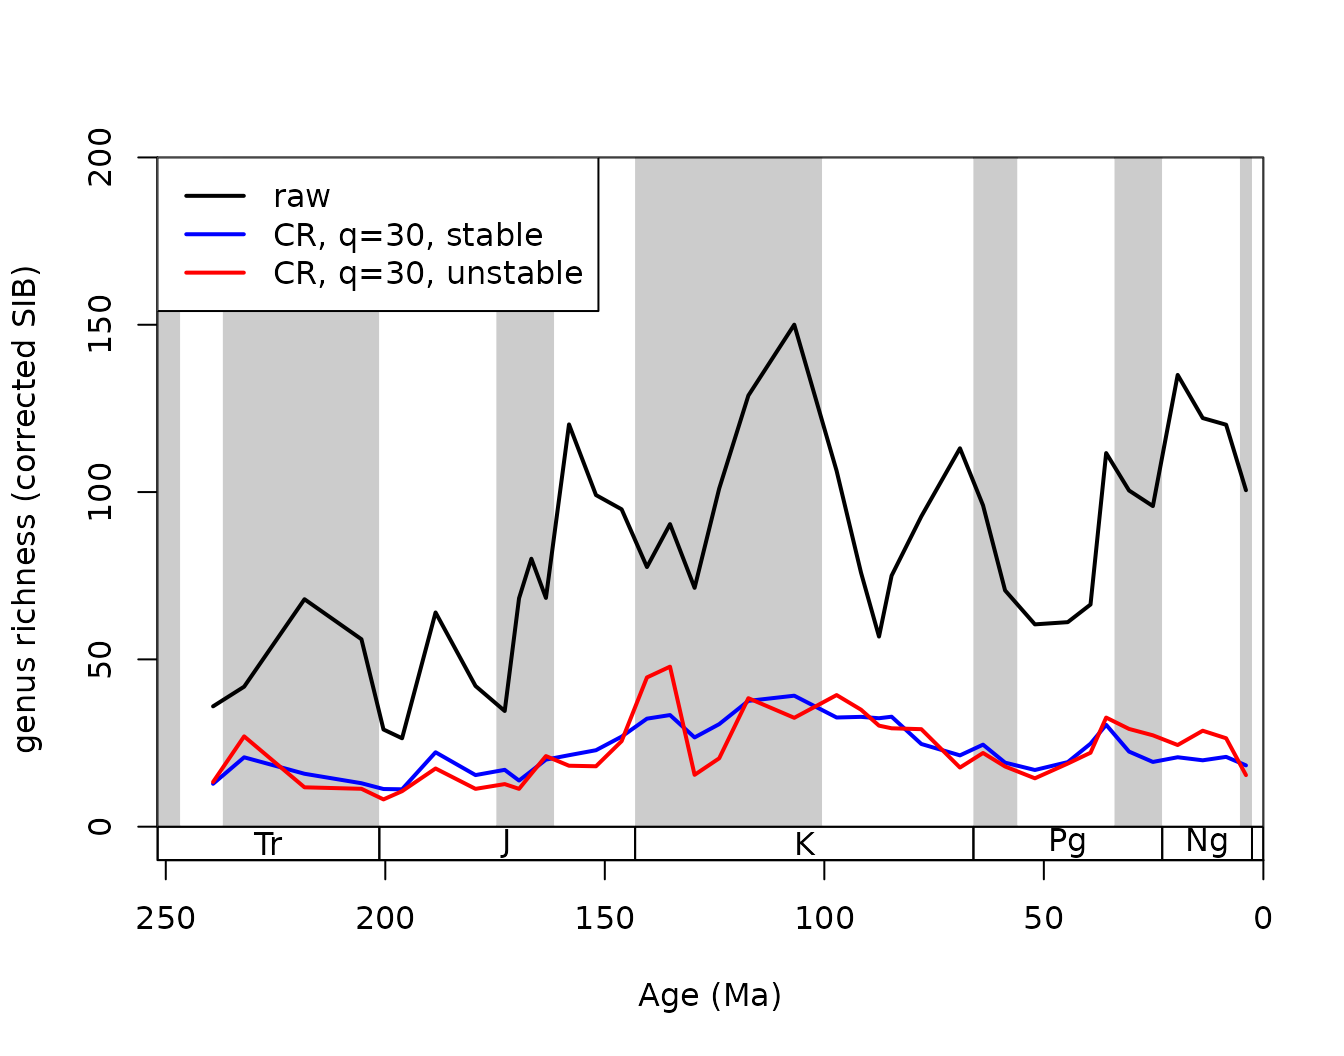 raw
CR, q=30, stable
CR, q=30, unstable
genus richness (corrected SIB)
200
150
100
50
0
Tr J K Pg Ng
250 200 150 100 50 0
Age (Ma)